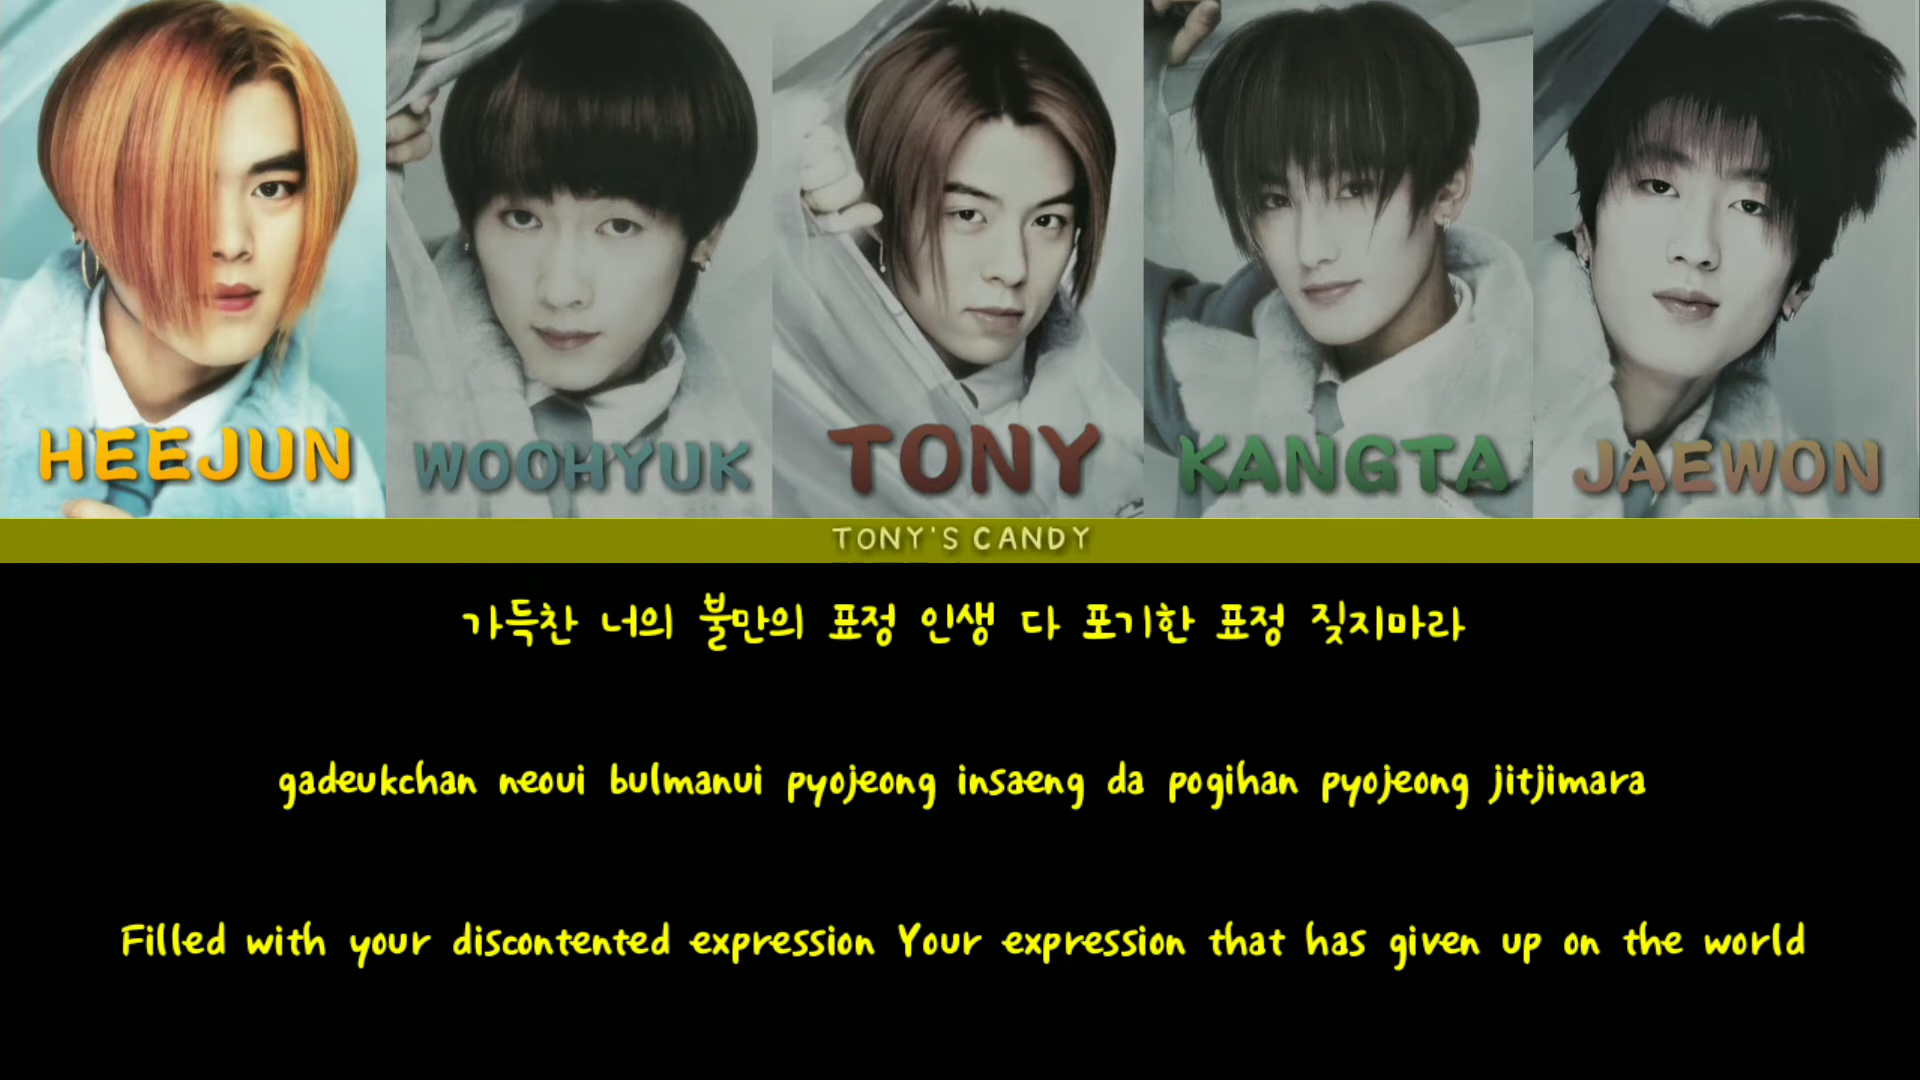 HEEJUN
WOOHYUK
TONY
KANGTA
JAEWON
TONY'S CANDY
가득찬 너의 불만의 표정 인생 다 포기한 표정 짖지마라
gadeukchan neoui bulmanui pyojeong insaeng da pogihan pyojeong jitjimara
Filled with your discontented expression Your expression that has given up on the world